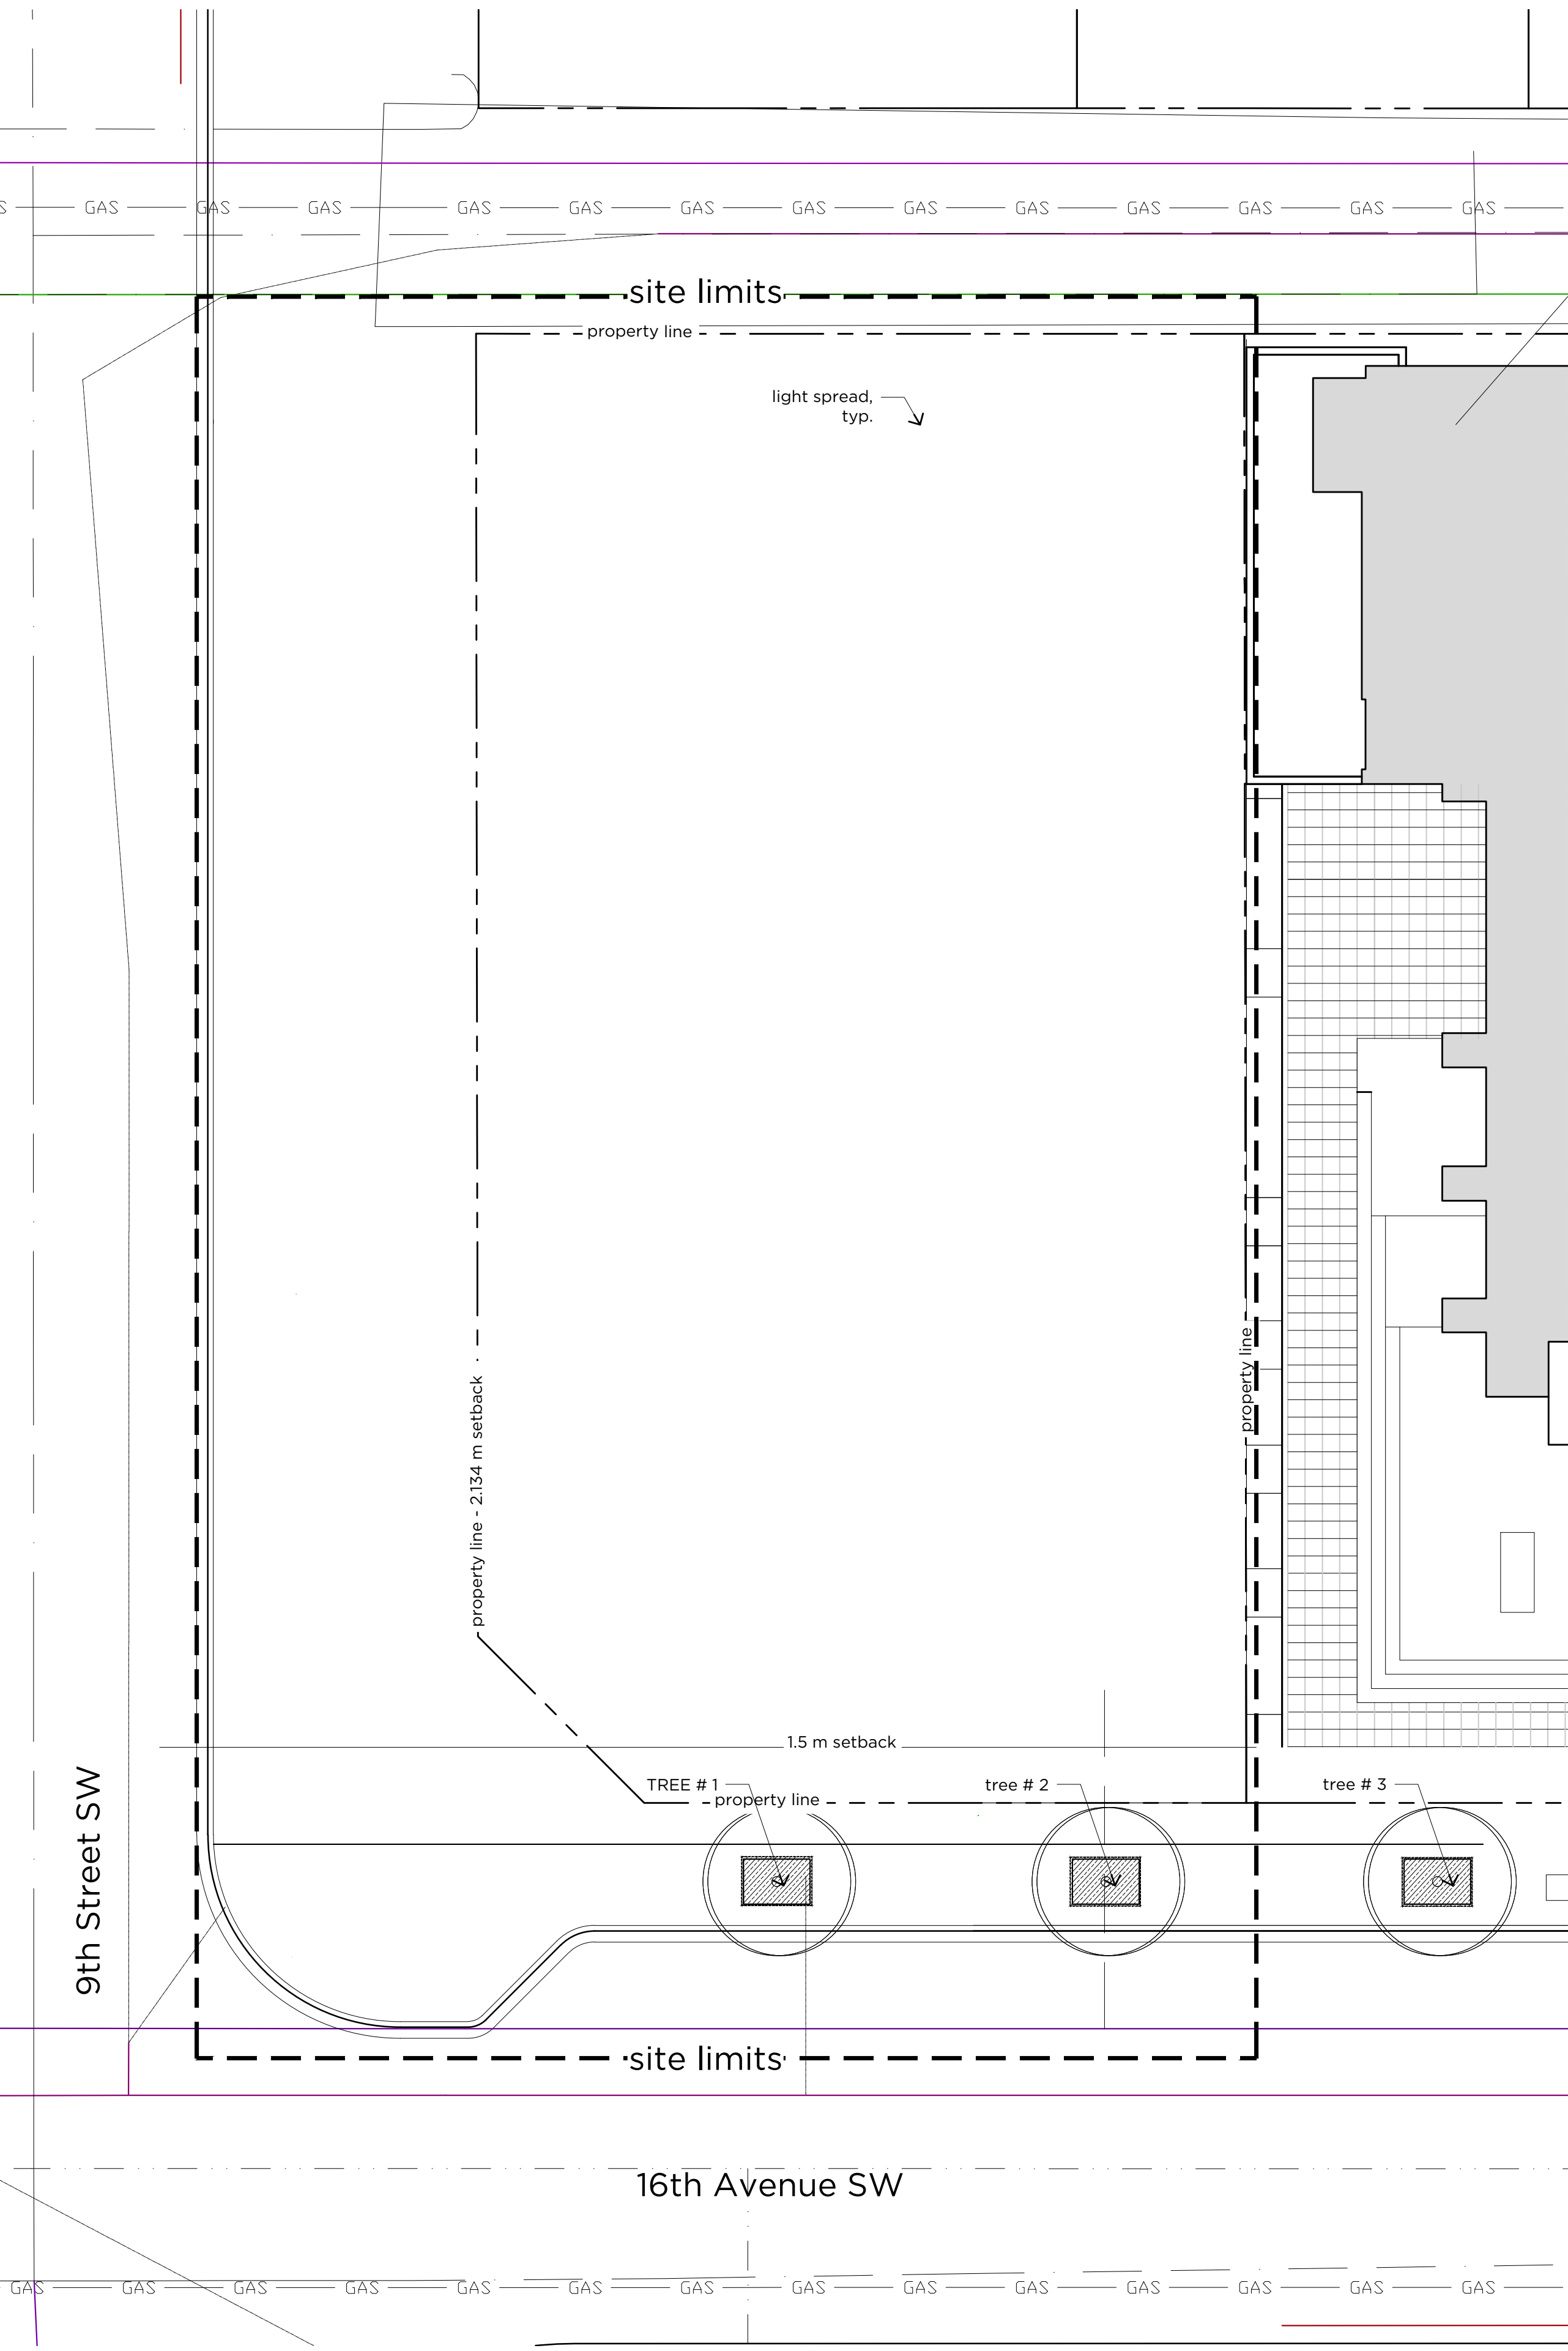 GAS GAS GAS GAS GAS GAS GAS GAS GAS GAS GAS GAS GAS
site limits
property line
light spread,
typ.
property line
property line - 2.134 m setback
1.5 m setback
TREE # 1
tree # 2
tree # 3
property line
9th Street SW
site limits
16th Avenue SW
GAS GAS GAS GAS GAS GAS GAS GAS GAS GAS GAS GAS GAS GAS